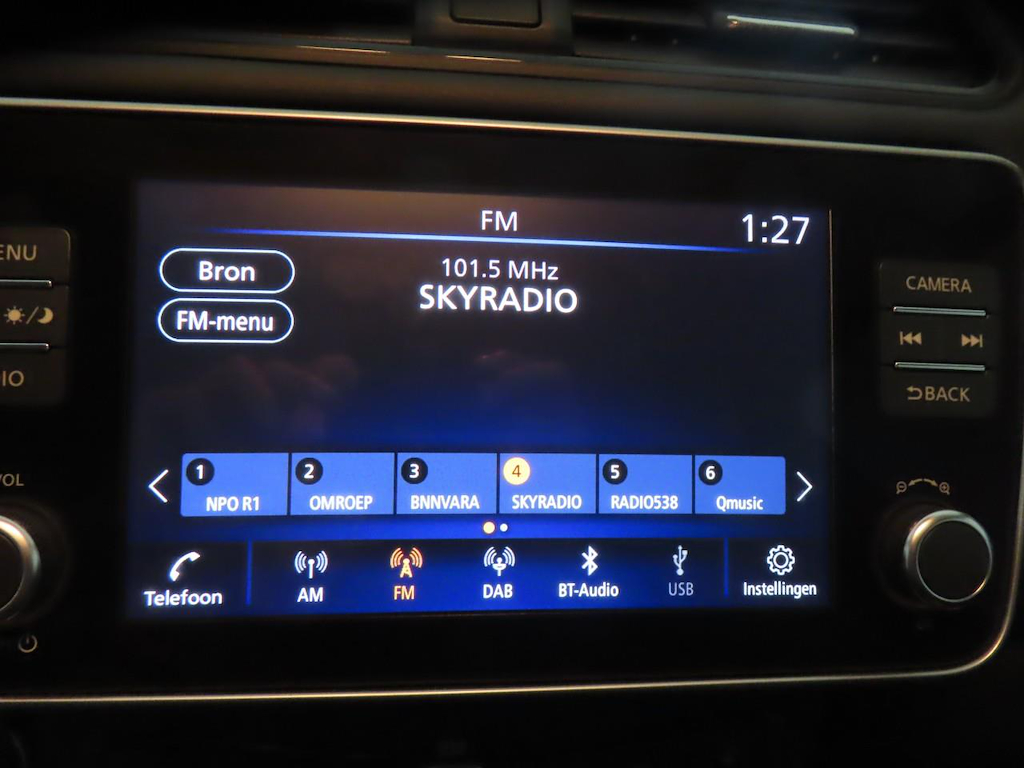 FM
1:27
Bron
101.5 MHz
SKYRADIO
FM-menu
ENU
CAMERA
IO
BACK
1 NPO R1
2 OMROEP
3 BNNVARA
4 SKYRADIO
5 RADIO538
6 Qmusic
VOL
Telefoon
AM
FM
DAB
BT-Audio
USB
Instellingen